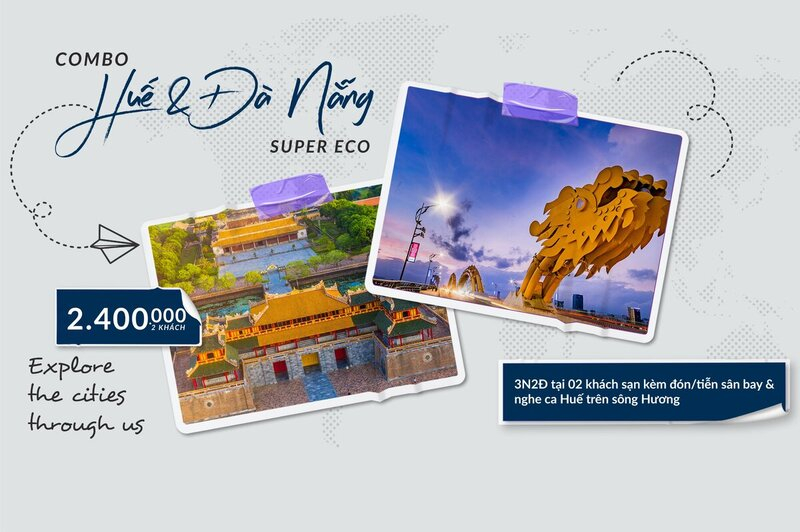 COMBO
Huế & Đà Nẵng
SUPER ECO
2.400.000
2 KHÁCH
Explore
the cities
through us
3N2Đ tại 02 khách sạn kèm đón/tiễn sân bay &
nghe ca Huế trên sông Hương